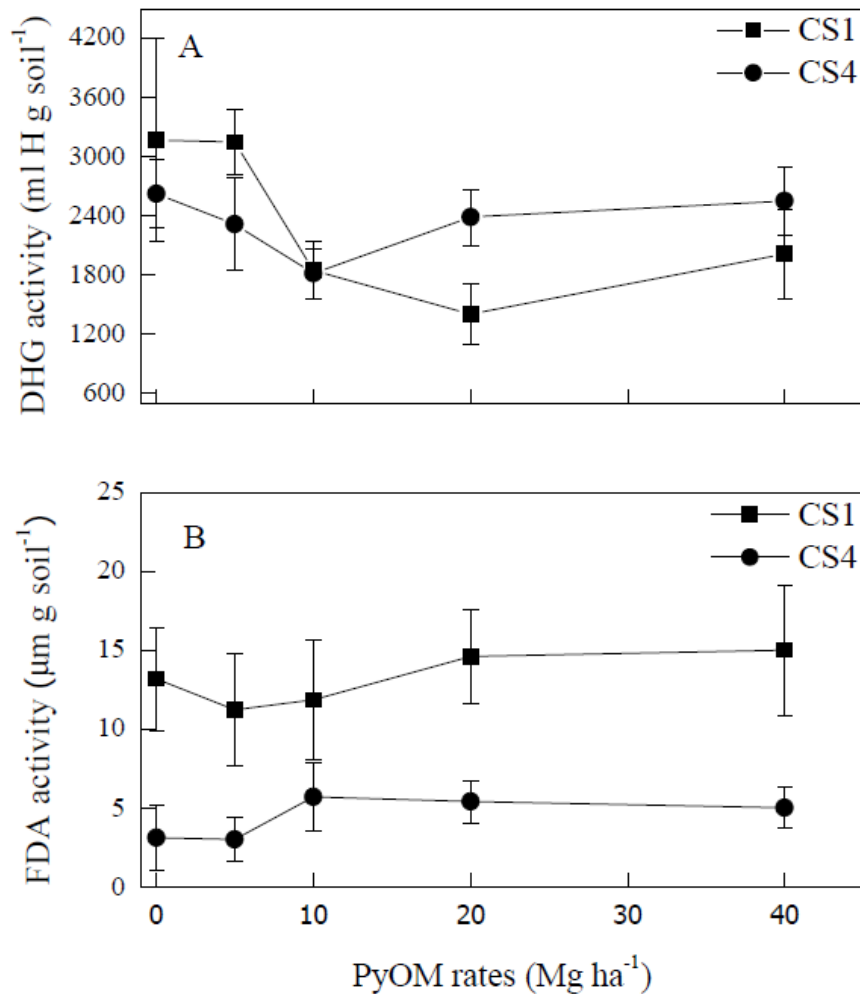 A
CS1
CS4
DHG activity (ml H g soil⁻¹)
4200
3600
3000
2400
1800
1200
600
B
CS1
CS4
FDA activity (µm g soil⁻¹)
25
20
15
10
5
0
0 10 20 30 40
PyOM rates (Mg ha⁻¹)